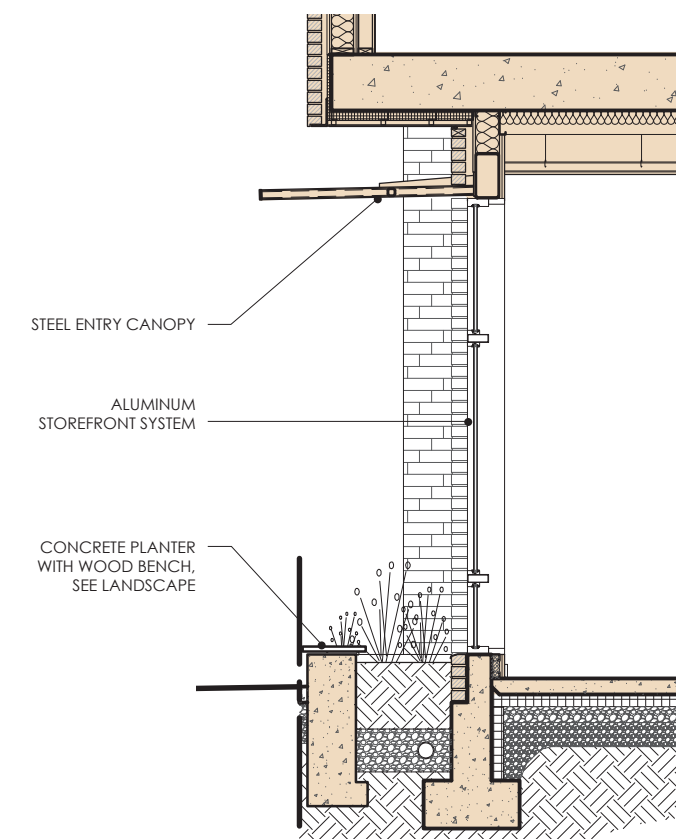 STEEL ENTRY CANOPY
ALUMINUM
STOREFRONT SYSTEM
CONCRETE PLANTER
WITH WOOD BENCH,
SEE LANDSCAPE